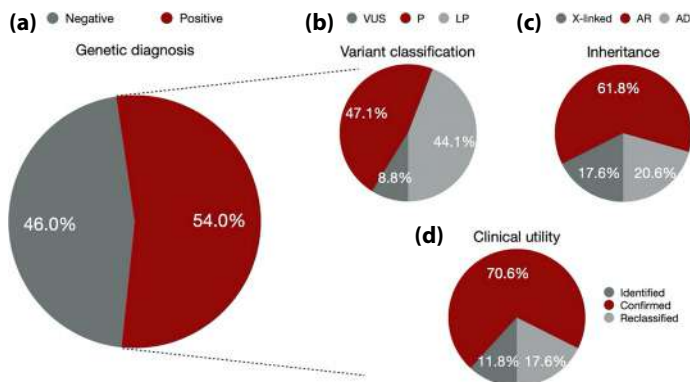 (a)
Negative
Positive
Genetic diagnosis
46.0%
54.0%
(b)
VUS
P
LP
Variant classification
47.1%
44.1%
8.8%
(c)
X-linked
AR
AD
Inheritance
61.8%
17.6%
20.6%
(d)
Clinical utility
70.6%
11.8%
17.6%
Identified
Confirmed
Reclassified